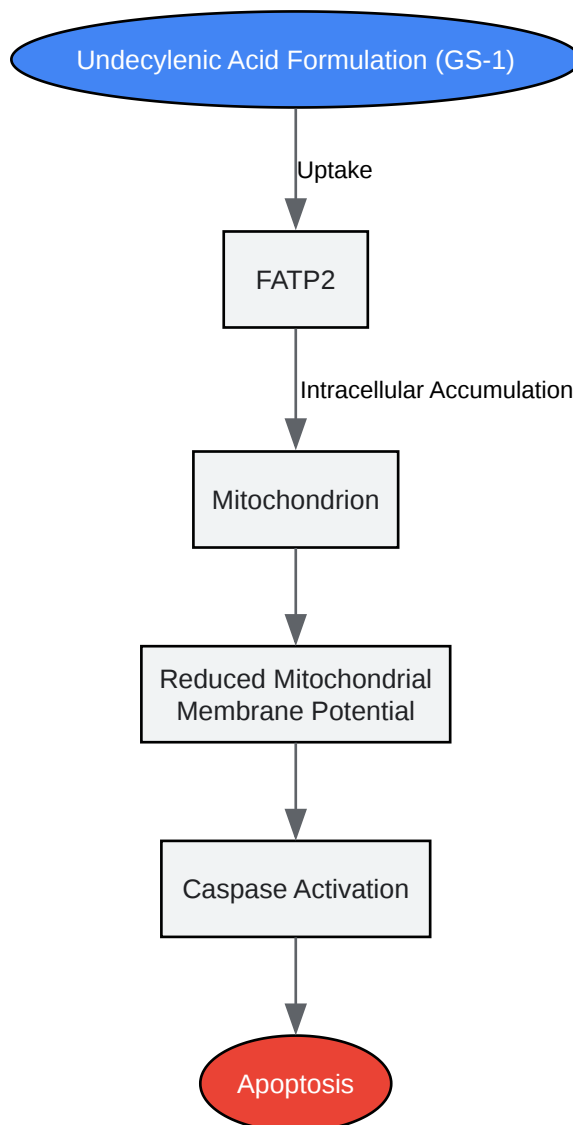 Undecylenic Acid Formulation (GS-1)
Uptake
FATP2
Intracellular Accumulation
Mitochondrion
Reduced Mitochondrial
Membrane Potential
Caspase Activation
Apoptosis